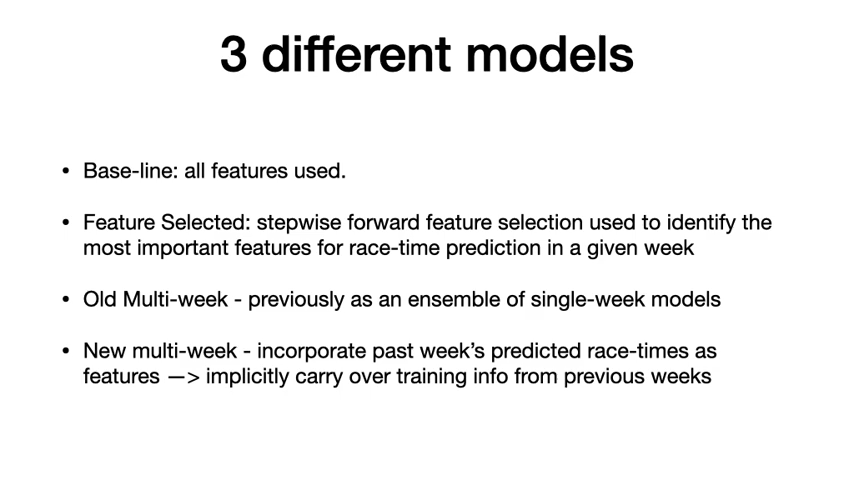 3 different models
• Base-line: all features used.
• Feature Selected: stepwise forward feature selection used to identify the
most important features for race-time prediction in a given week
• Old Multi-week - previously as an ensemble of single-week models
• New multi-week - incorporate past week’s predicted race-times as
features —> implicitly carry over training info from previous weeks